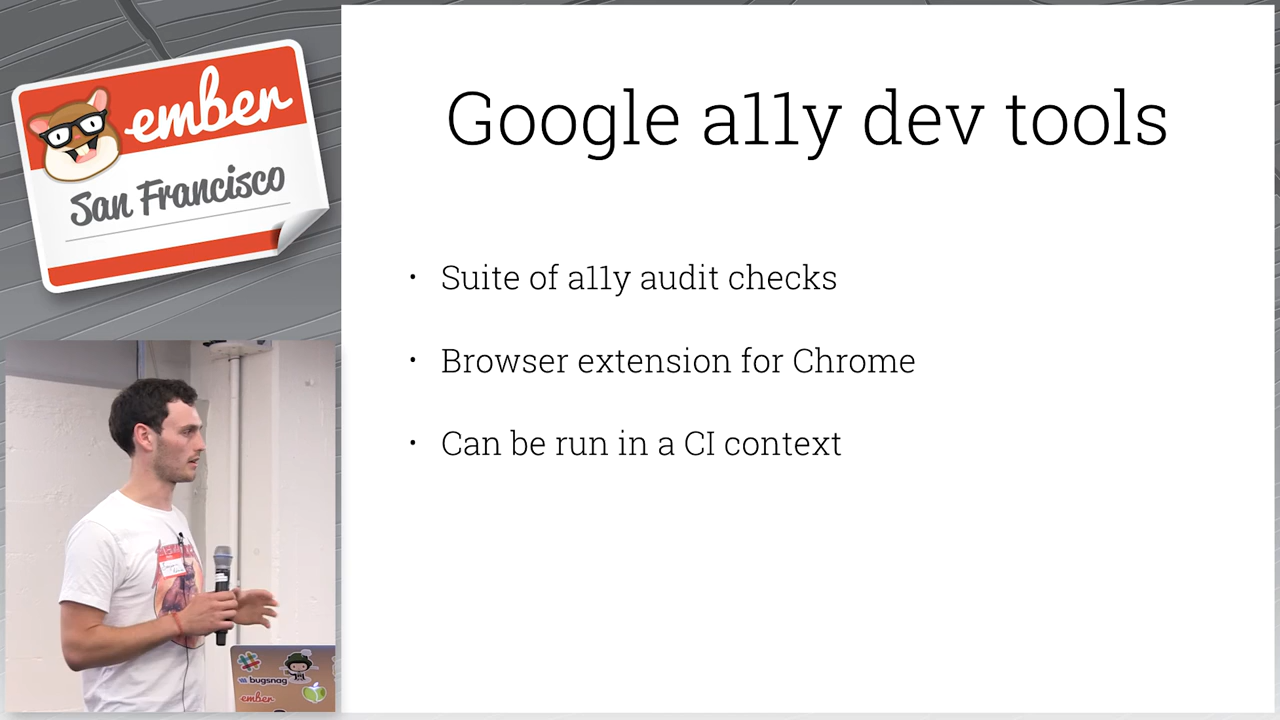 ember
San Francisco
Google a11y dev tools
• Suite of a11y audit checks
• Browser extension for Chrome
• Can be run in a CI context
bugsnag
ember